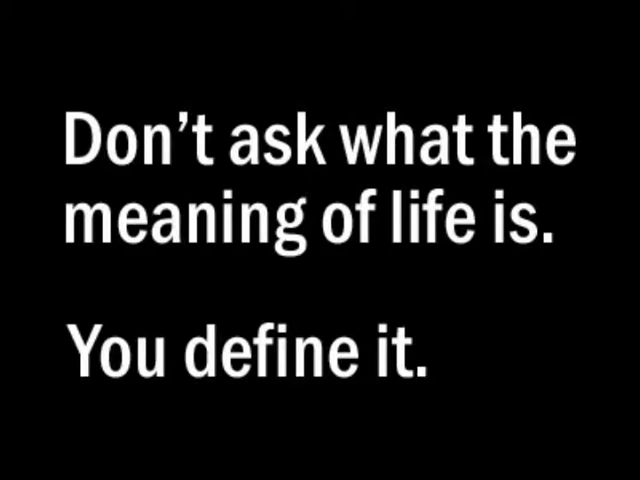 Don’t ask what the
meaning of life is.
You define it.